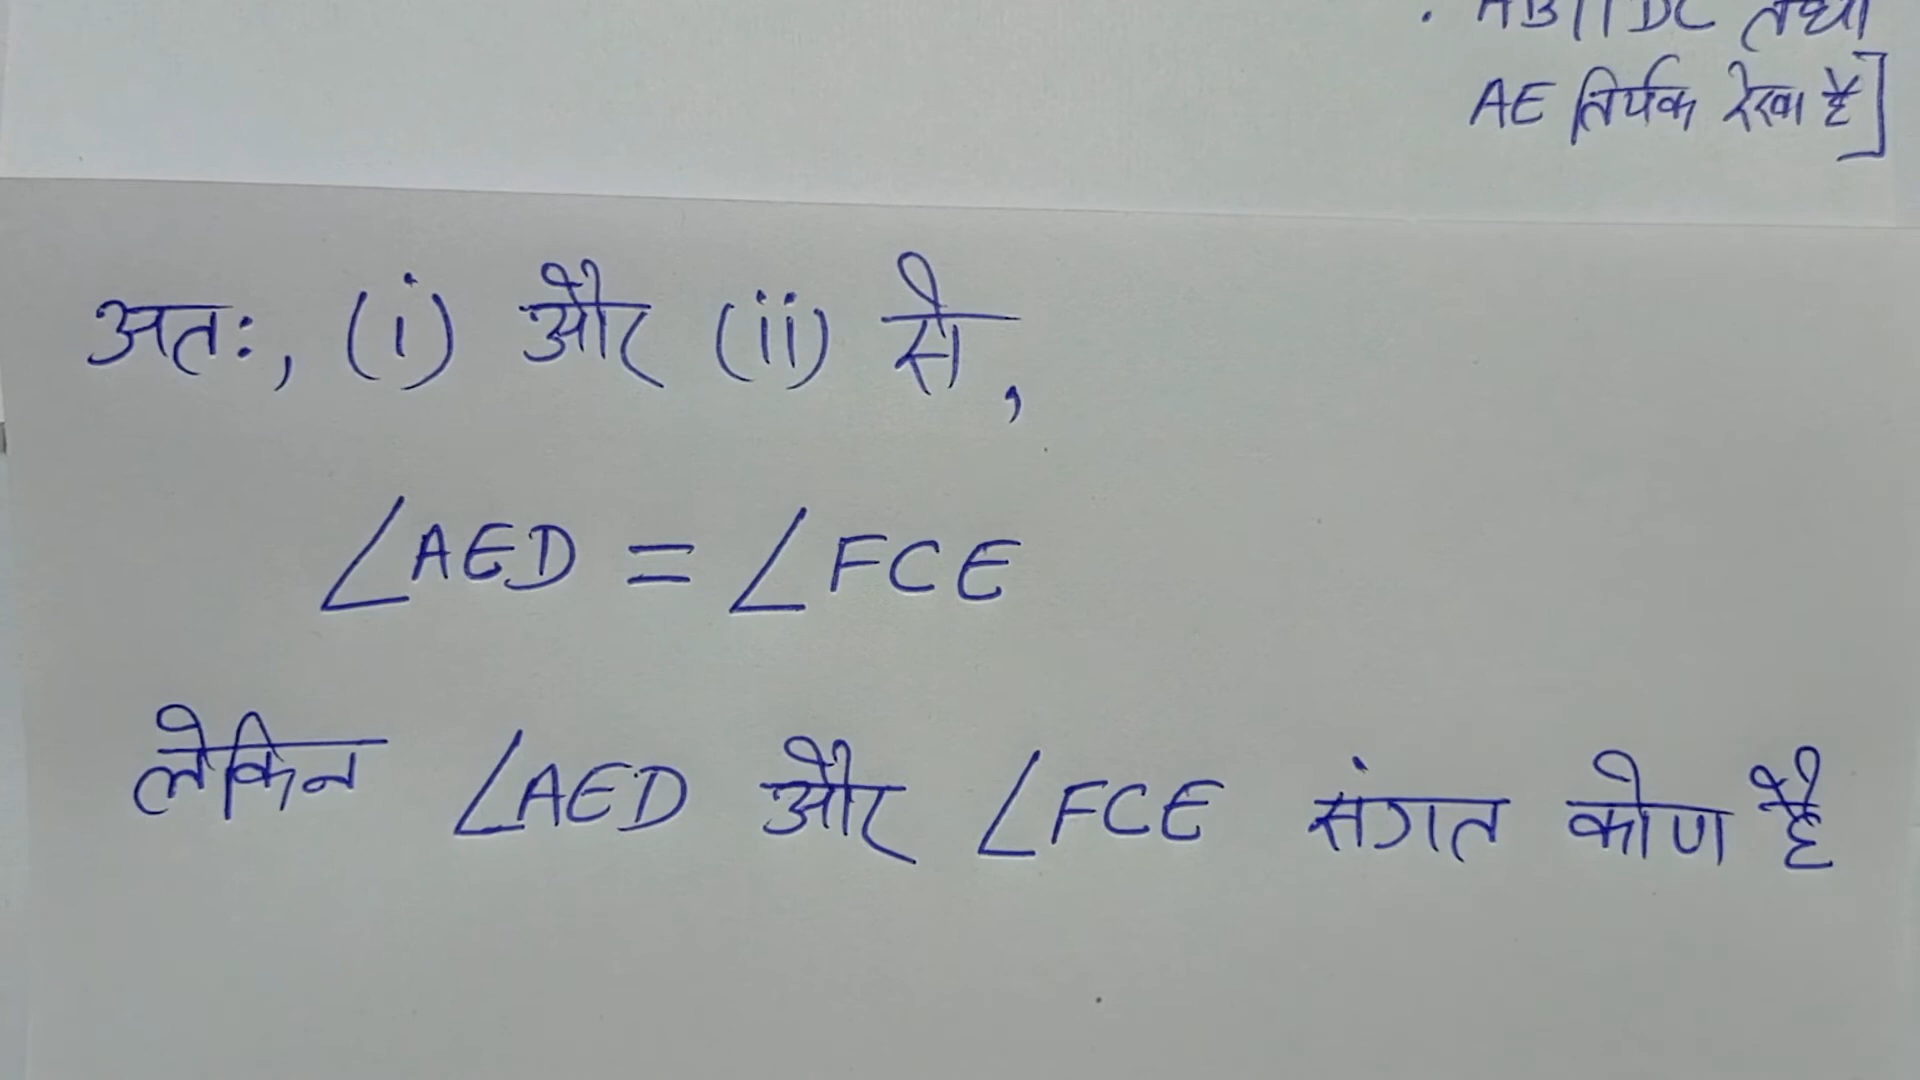 AB||DC तथा
AE तिर्यक रेखा है]
अतः, (i) और (ii) से,
∠AED = ∠FCE
लेकिन ∠AED और ∠FCE संगत कोण है